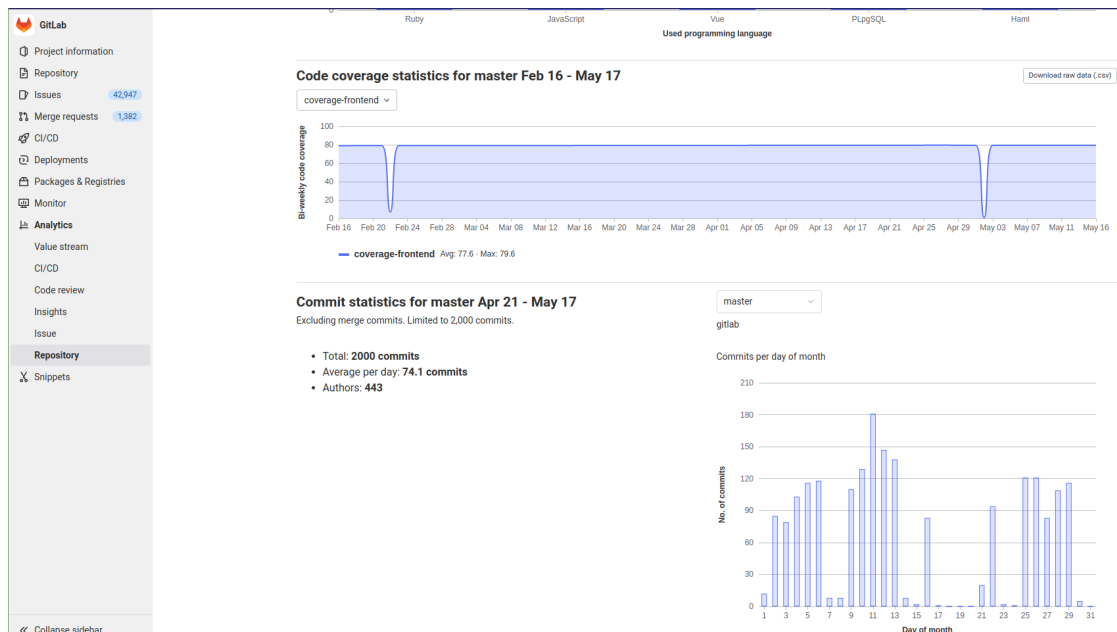 GitLab
Project information
Repository
Issues 42,947
Merge requests 1,382
CI/CD
Deployments
Packages & Registries
Monitor
Analytics
Value stream
CI/CD
Code review
Insights
Issue
Repository
Snippets
Collapse sidebar
0
Ruby JavaScript Vue PLpgSQL Haml
Used programming language
Code coverage statistics for master Feb 16 - May 17
Download raw data (.csv)
coverage-frontend
Bi-weekly code coverage
100
80
60
40
20
0
Feb 16 Feb 20 Feb 24 Feb 28 Mar 04 Mar 08 Mar 12 Mar 16 Mar 20 Mar 24 Mar 28 Apr 01 Apr 05 Apr 09 Apr 13 Apr 17 Apr 21 Apr 25 Apr 29 May 03 May 07 May 11 May 16
coverage-frontend Avg: 77.6 · Max: 79.6
Commit statistics for master Apr 21 - May 17
Excluding merge commits. Limited to 2,000 commits.
Total: 2000 commits
Average per day: 74.1 commits
Authors: 443
master
gitlab
Commits per day of month
No. of commits
210
180
150
120
90
60
30
0
1 3 5 7 9 11 13 15 17 19 21 23 25 27 29 31
Day of month